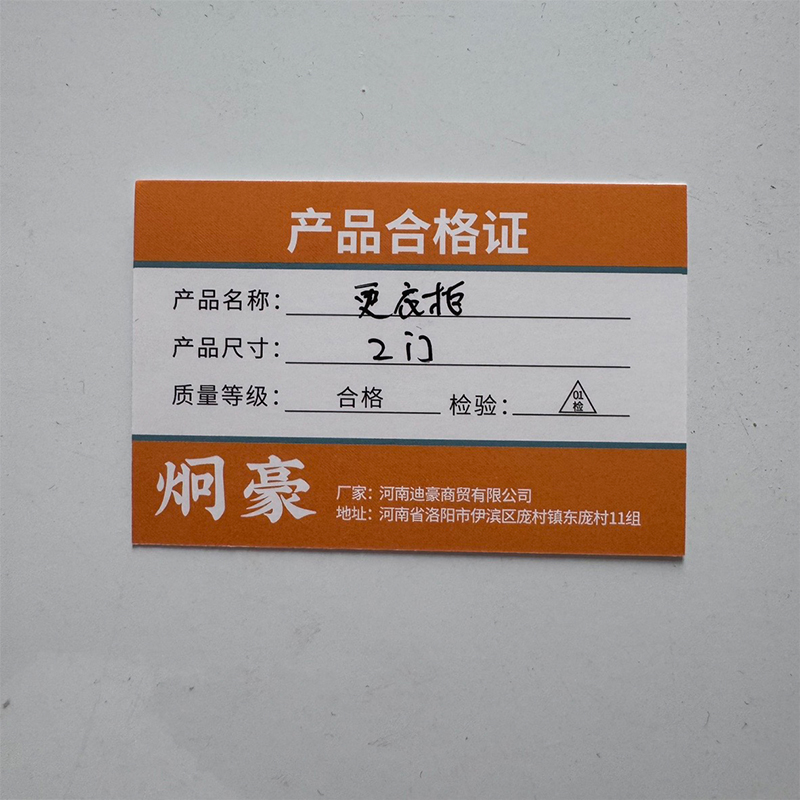 产品合格证
产品名称：更衣柜
产品尺寸：2门
质量等级：合格 检验：01检
炯豪
厂家：河南迪豪商贸有限公司
地址：河南省洛阳市伊滨区庞村镇东庞村11组